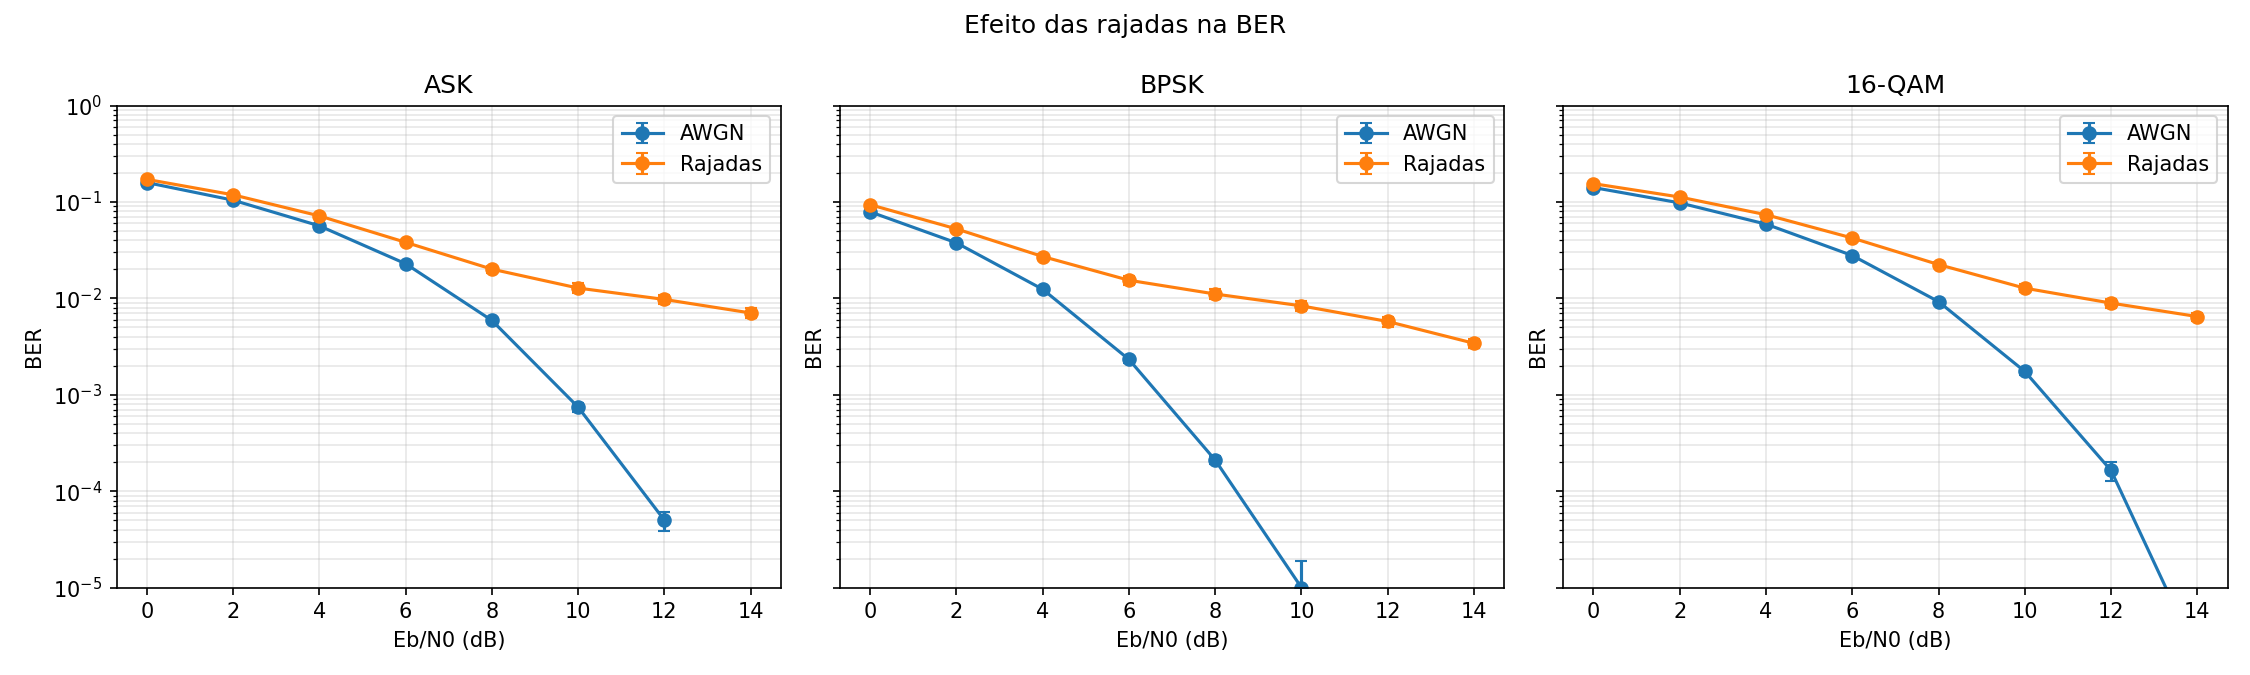 Efeito das rajadas na BER
ASK
BER
10^0
10^-1
10^-2
10^-3
10^-4
10^-5
AWGN
Rajadas
0 2 4 6 8 10 12 14
Eb/N0 (dB)
BPSK
BER
AWGN
Rajadas
0 2 4 6 8 10 12 14
Eb/N0 (dB)
16-QAM
BER
AWGN
Rajadas
0 2 4 6 8 10 12 14
Eb/N0 (dB)